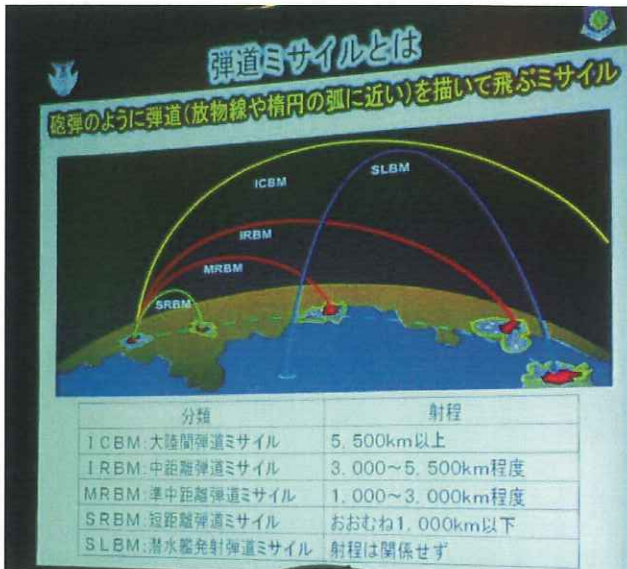 弾道ミサイルとは
砲弾のように弾道(放物線や楕円の弧に近い)を描いて飛ぶミサイル
ICBM
SLBM
IRBM
MRBM
SRBM
分類 射程
ICBM:大陸間弾道ミサイル 5,500km以上
IRBM:中距離弾道ミサイル 3,000～5,500km程度
MRBM:準中距離弾道ミサイル 1,000～3,000km程度
SRBM:短距離弾道ミサイル おおむね1,000km以下
SLBM:潜水艦発射弾道ミサイル 射程は関係せず